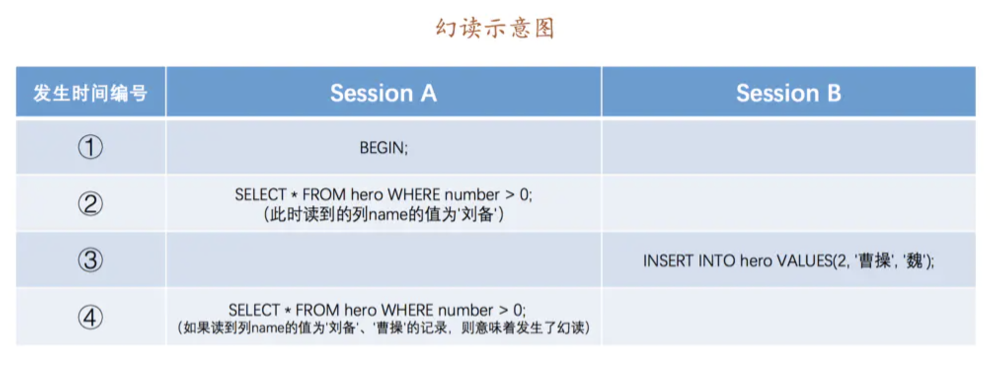 幻读示意图
发生时间编号 Session A Session B
① BEGIN;
② SELECT * FROM hero WHERE number > 0;
(此时读到的列name的值为'刘备')
③ INSERT INTO hero VALUES(2, '曹操', '魏');
④ SELECT * FROM hero WHERE number > 0;
(如果读到列name的值为'刘备'、'曹操'的记录，则意味着发生了幻读)